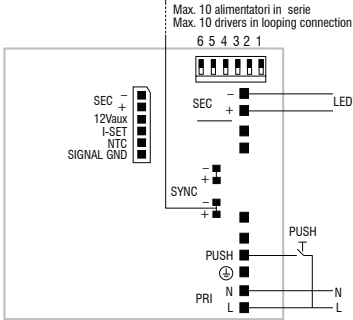 Max. 10 alimentatori in serie
Max. 10 drivers in looping connection
6 5 4 3 2 1
SEC
−
+
12Vaux
I-SET
NTC
SIGNAL GND
SEC
−
+
LED
−
+
SYNC
−
+
PUSH
PUSH
PRI
N
N
L
L